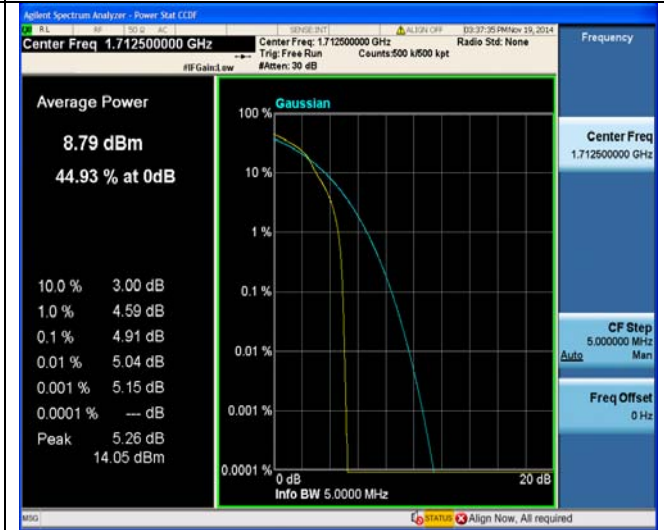 Agilent Spectrum Analyzer - Power Stat CCDF
RL RF 50 Ω AC SENSE:INT ALIGN OFF 03:37:35 PM Nov 19, 2014
Center Freq 1.712500000 GHz
Center Freq: 1.712500000 GHz Radio Std: None
Trig: Free Run Counts:500 k/500 kpt
#IFGain:Low #Atten: 30 dB
Frequency
Average Power
8.79 dBm
44.93 % at 0dB
10.0 % 3.00 dB
1.0 % 4.59 dB
0.1 % 4.91 dB
0.01 % 5.04 dB
0.001 % 5.15 dB
0.0001 % --- dB
Peak 5.26 dB
14.05 dBm
Gaussian
100 %
10 %
1 %
0.1 %
0.01 %
0.001 %
0.0001 %
0 dB 20 dB
Info BW 5.0000 MHz
Center Freq
1.712500000 GHz
CF Step
5.000000 MHz
Auto Man
Freq Offset
0 Hz
MSG STATUS Align Now, All required